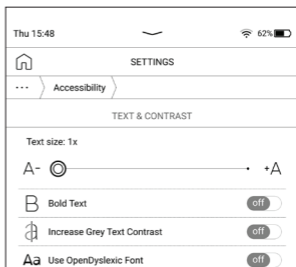 Thu 15:48 62%
SETTINGS
... Accessibility
TEXT & CONTRAST
Text size: 1x
A- +A
B Bold Text off
a Increase Grey Text Contrast off
Aa Use OpenDyslexic Font off